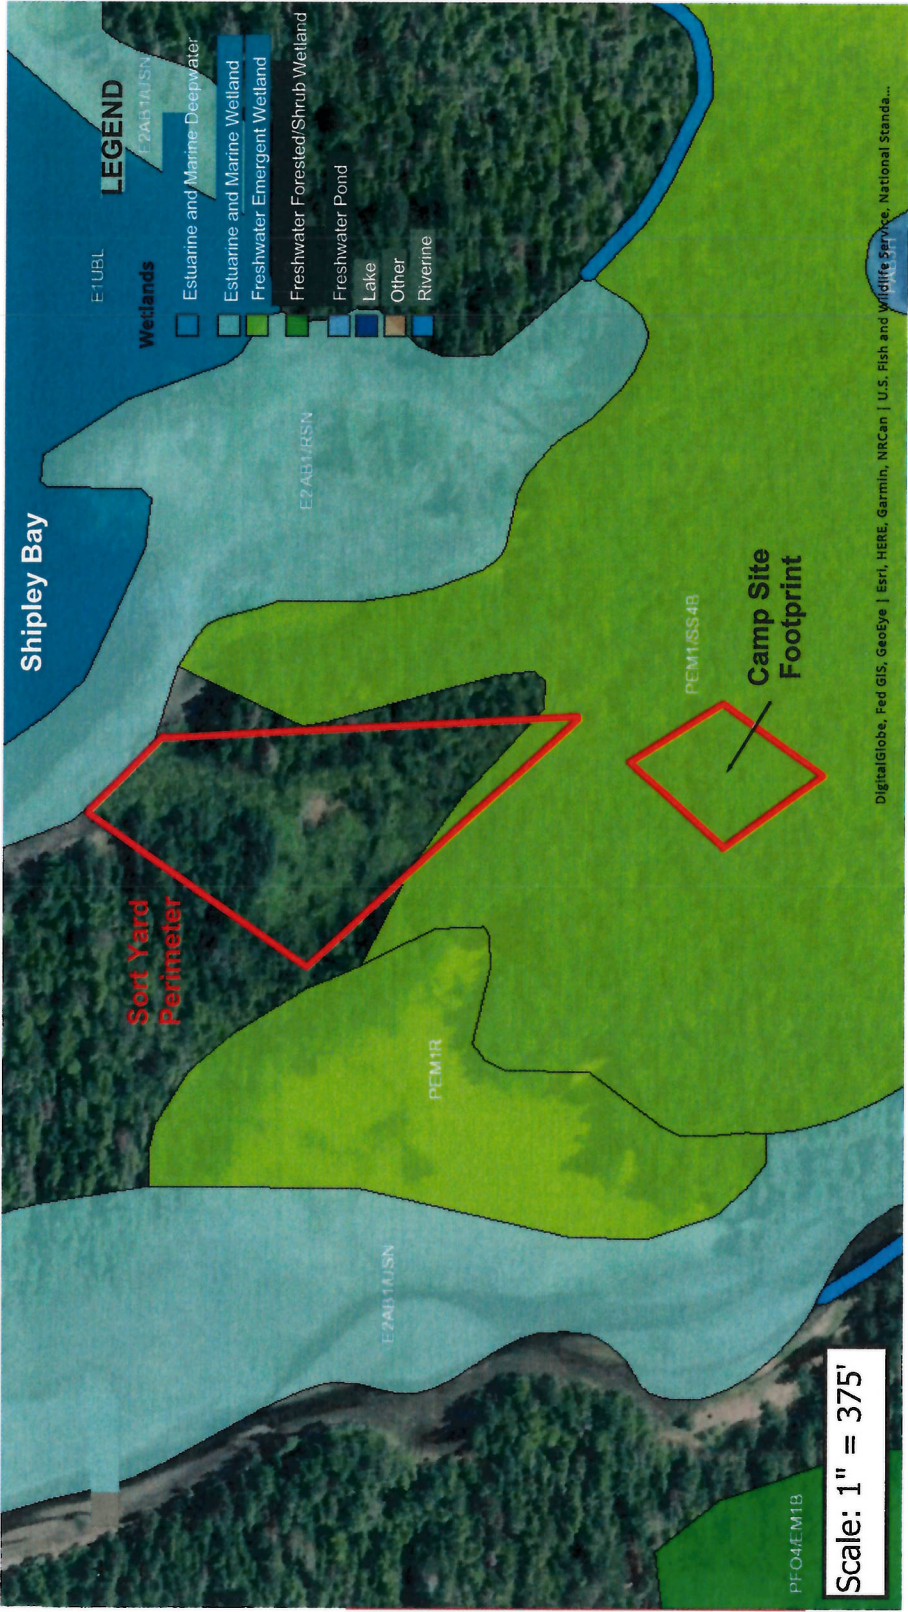 Shipley Bay
E1UBL
LEGEND
E2AB1/USN
Wetlands
Estuarine and Marine Deepwater
Estuarine and Marine Wetland
Freshwater Emergent Wetland
Freshwater Forested/Shrub Wetland
Freshwater Pond
Lake
Other
Riverine
E2AB1/RSN
Sort Yard
Perimeter
PEM1R
E2AB1/USN
PEM1/SS4B
Camp Site
Footprint
PFO4/EM1B
Scale: 1" = 375'
DigitalGlobe, Fed GIS, GeoEye | Esri, HERE, Garmin, NRCan | U.S. Fish and Wildlife Service, National Standa...